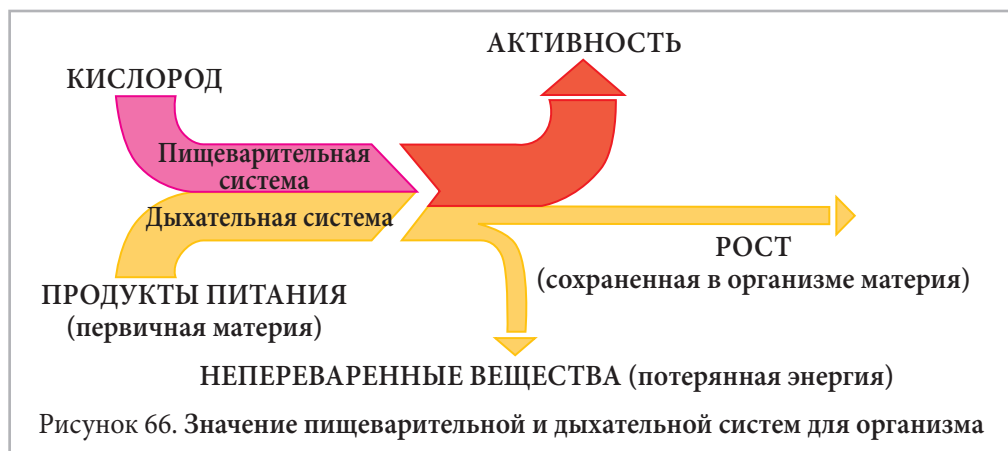 АКТИВНОСТЬ
КИСЛОРОД
Пищеварительная
система
Дыхательная система
РОСТ
(сохраненная в организме материя)
ПРОДУКТЫ ПИТАНИЯ
(первичная материя)
НЕПЕРЕВАРЕННЫЕ ВЕЩЕСТВА (потерянная энергия)
Рисунок 66. Значение пищеварительной и дыхательной систем для организма